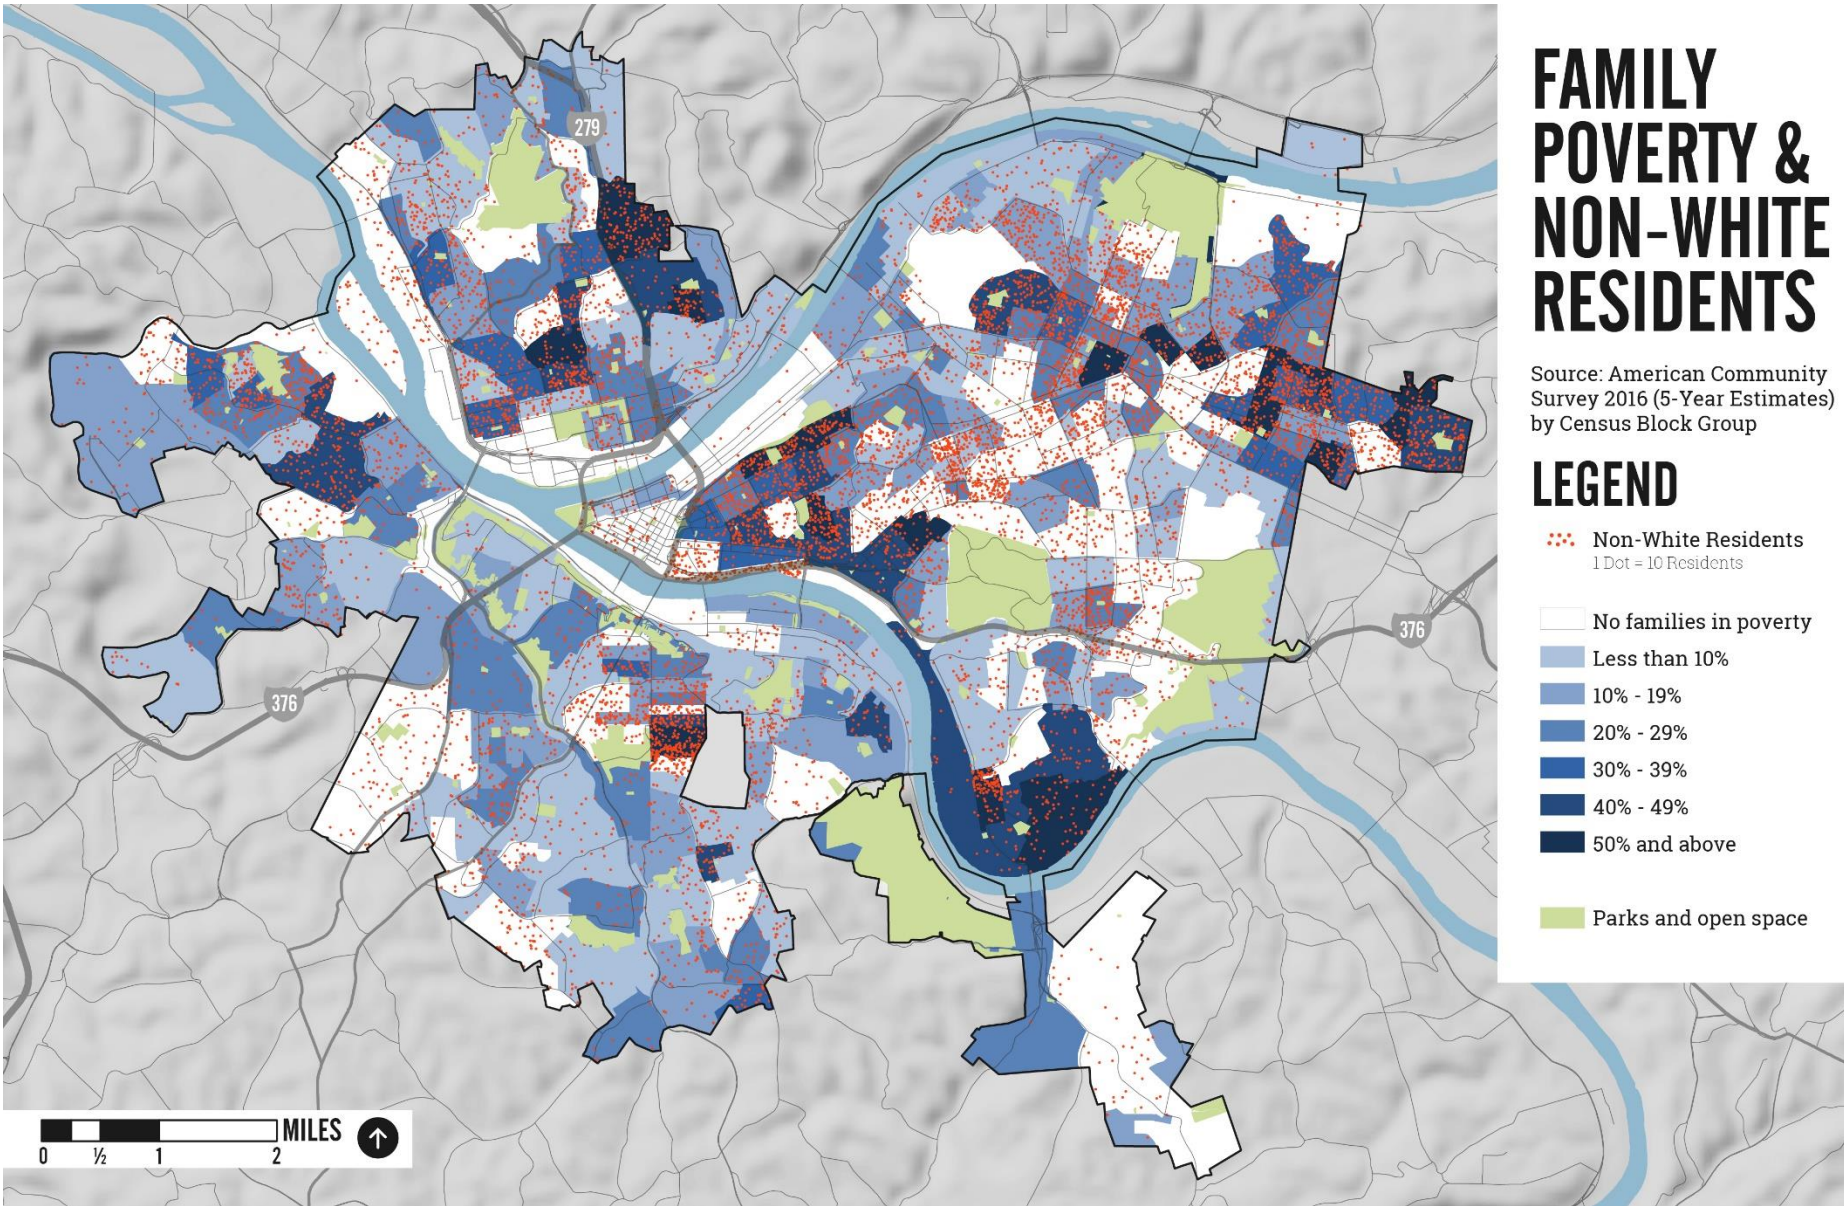 FAMILY
POVERTY &
NON-WHITE
RESIDENTS
Source: American Community
Survey 2016 (5-Year Estimates)
by Census Block Group
LEGEND
Non-White Residents
1 Dot = 10 Residents
No families in poverty
Less than 10%
10% - 19%
20% - 29%
30% - 39%
40% - 49%
50% and above
Parks and open space
279
376
376
MILES
0 ½ 1 2